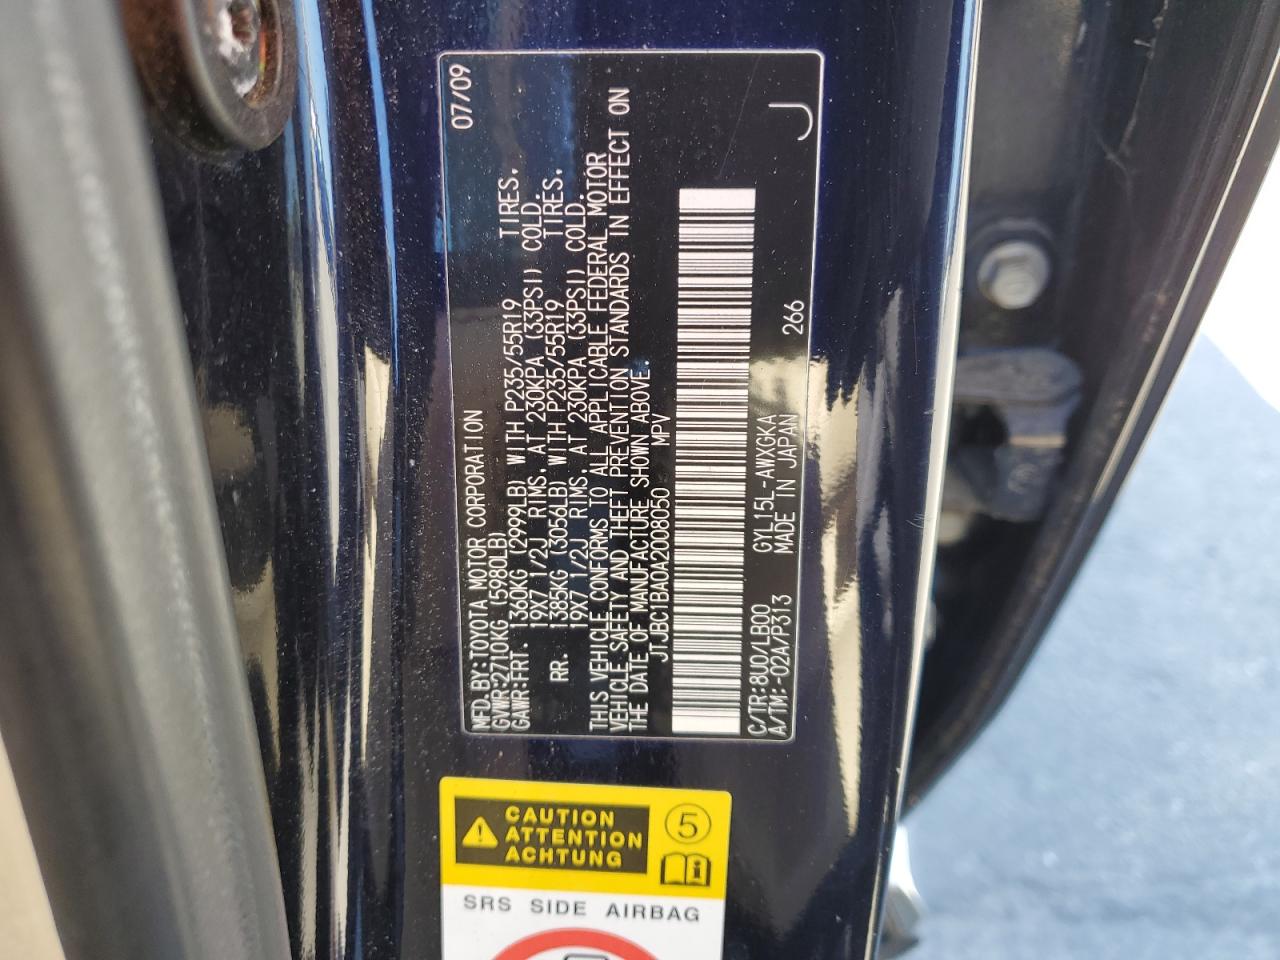 MFD.BY:TOYOTA MOTOR CORPORATION 07/09
GVWR:2710KG (5980LB)
GAWR:FRT. 1360KG (2999LB) WITH P235/55R19 TIRES,
19X7 1/2J RIMS, AT 230KPA (33PSI) COLD.
RR. 1385KG (3056LB) WITH P235/55R19 TIRES,
19X7 1/2J RIMS, AT 230KPA (33PSI) COLD.
THIS VEHICLE CONFORMS TO ALL APPLICABLE FEDERAL MOTOR
VEHICLE SAFETY AND THEFT PREVENTION STANDARDS IN EFFECT ON
THE DATE OF MANUFACTURE SHOWN ABOVE.
JTJBC1BA0A2008050 MPV
C/TR:8U0/LB00 GYL15L-AWXGKA 266
A/TM:-02A/P313 MADE IN JAPAN
J
CAUTION
ATTENTION
ACHTUNG
5
i
SRS SIDE AIRBAG